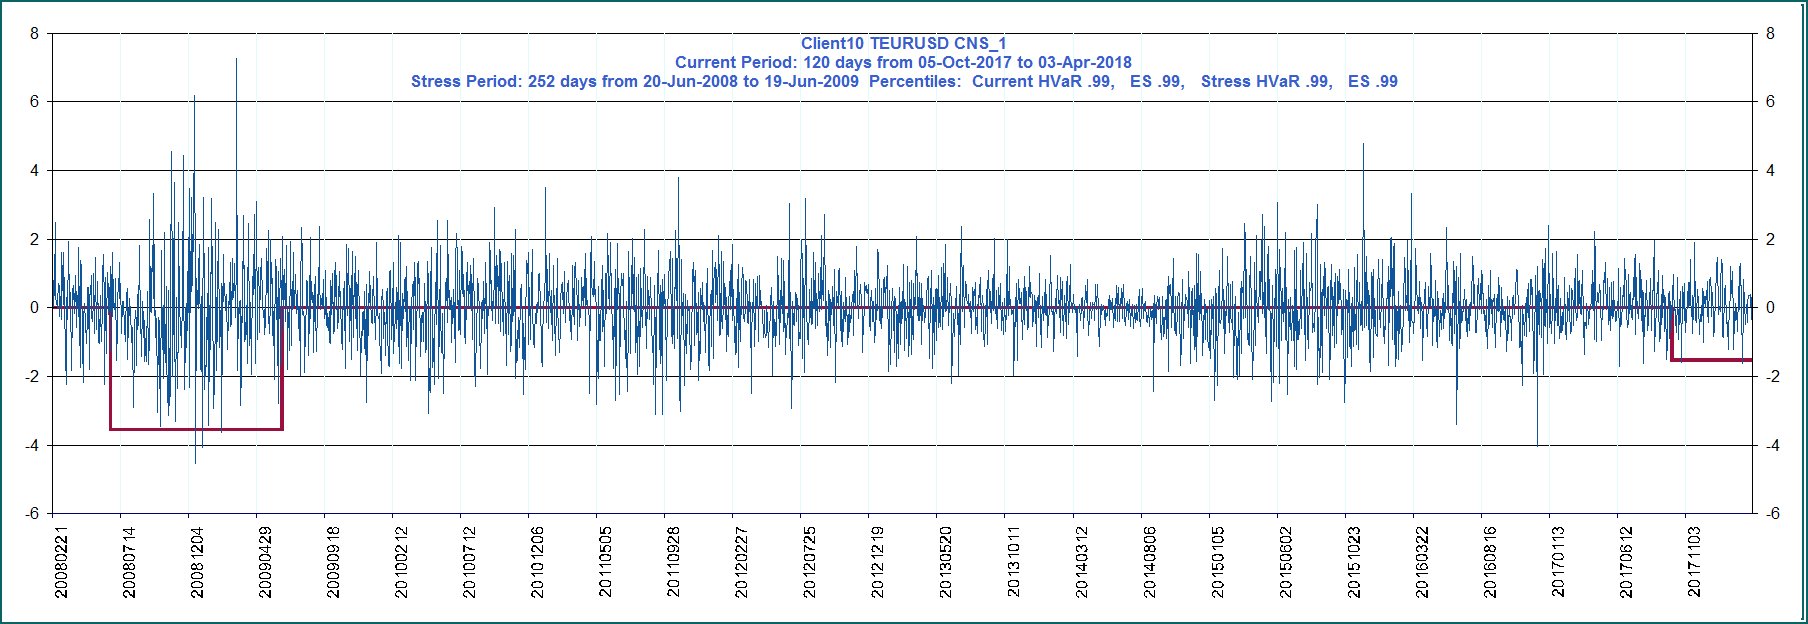 Client10 TEURUSD CNS_1
Current Period: 120 days from 05-Oct-2017 to 03-Apr-2018
Stress Period: 252 days from 20-Jun-2008 to 19-Jun-2009  Percentiles:  Current HVaR .99,   ES .99,   Stress HVaR .99,   ES .99
8 8
6 6
4 4
2 2
0 0
-2 -2
-4 -4
-6 -6
20080221 20080714 20081204 20090429 20090918 20100212 20100712 20101206 20110505 20110928 20120227 20120725 20121219 20130520 20131011 20140312 20140806 20150105 20150602 20151023 20160322 20160816 20170113 20170612 20171103